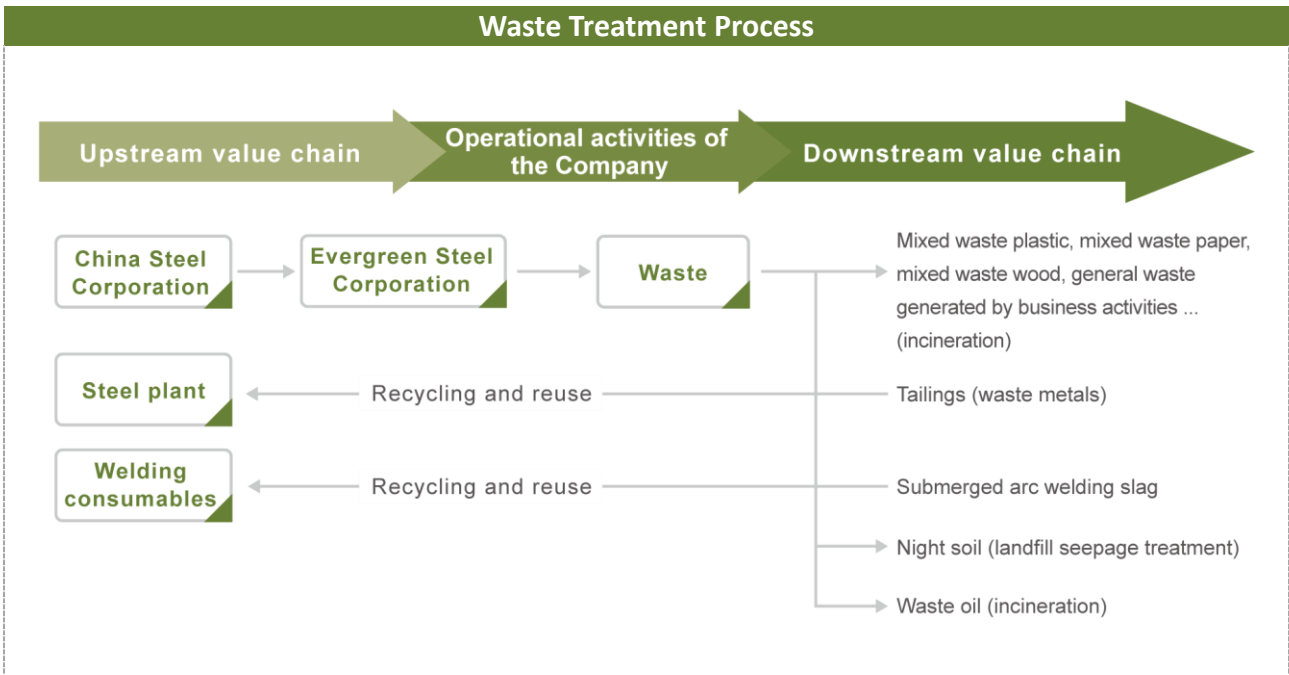 Waste Treatment Process
Upstream value chain
Operational activities of
the Company
Downstream value chain
China Steel
Corporation
Evergreen Steel
Corporation
Waste
Mixed waste plastic, mixed waste paper,
mixed waste wood, general waste
generated by business activities ...
(incineration)
Steel plant
Recycling and reuse
Tailings (waste metals)
Welding
consumables
Recycling and reuse
Submerged arc welding slag
Night soil (landfill seepage treatment)
Waste oil (incineration)